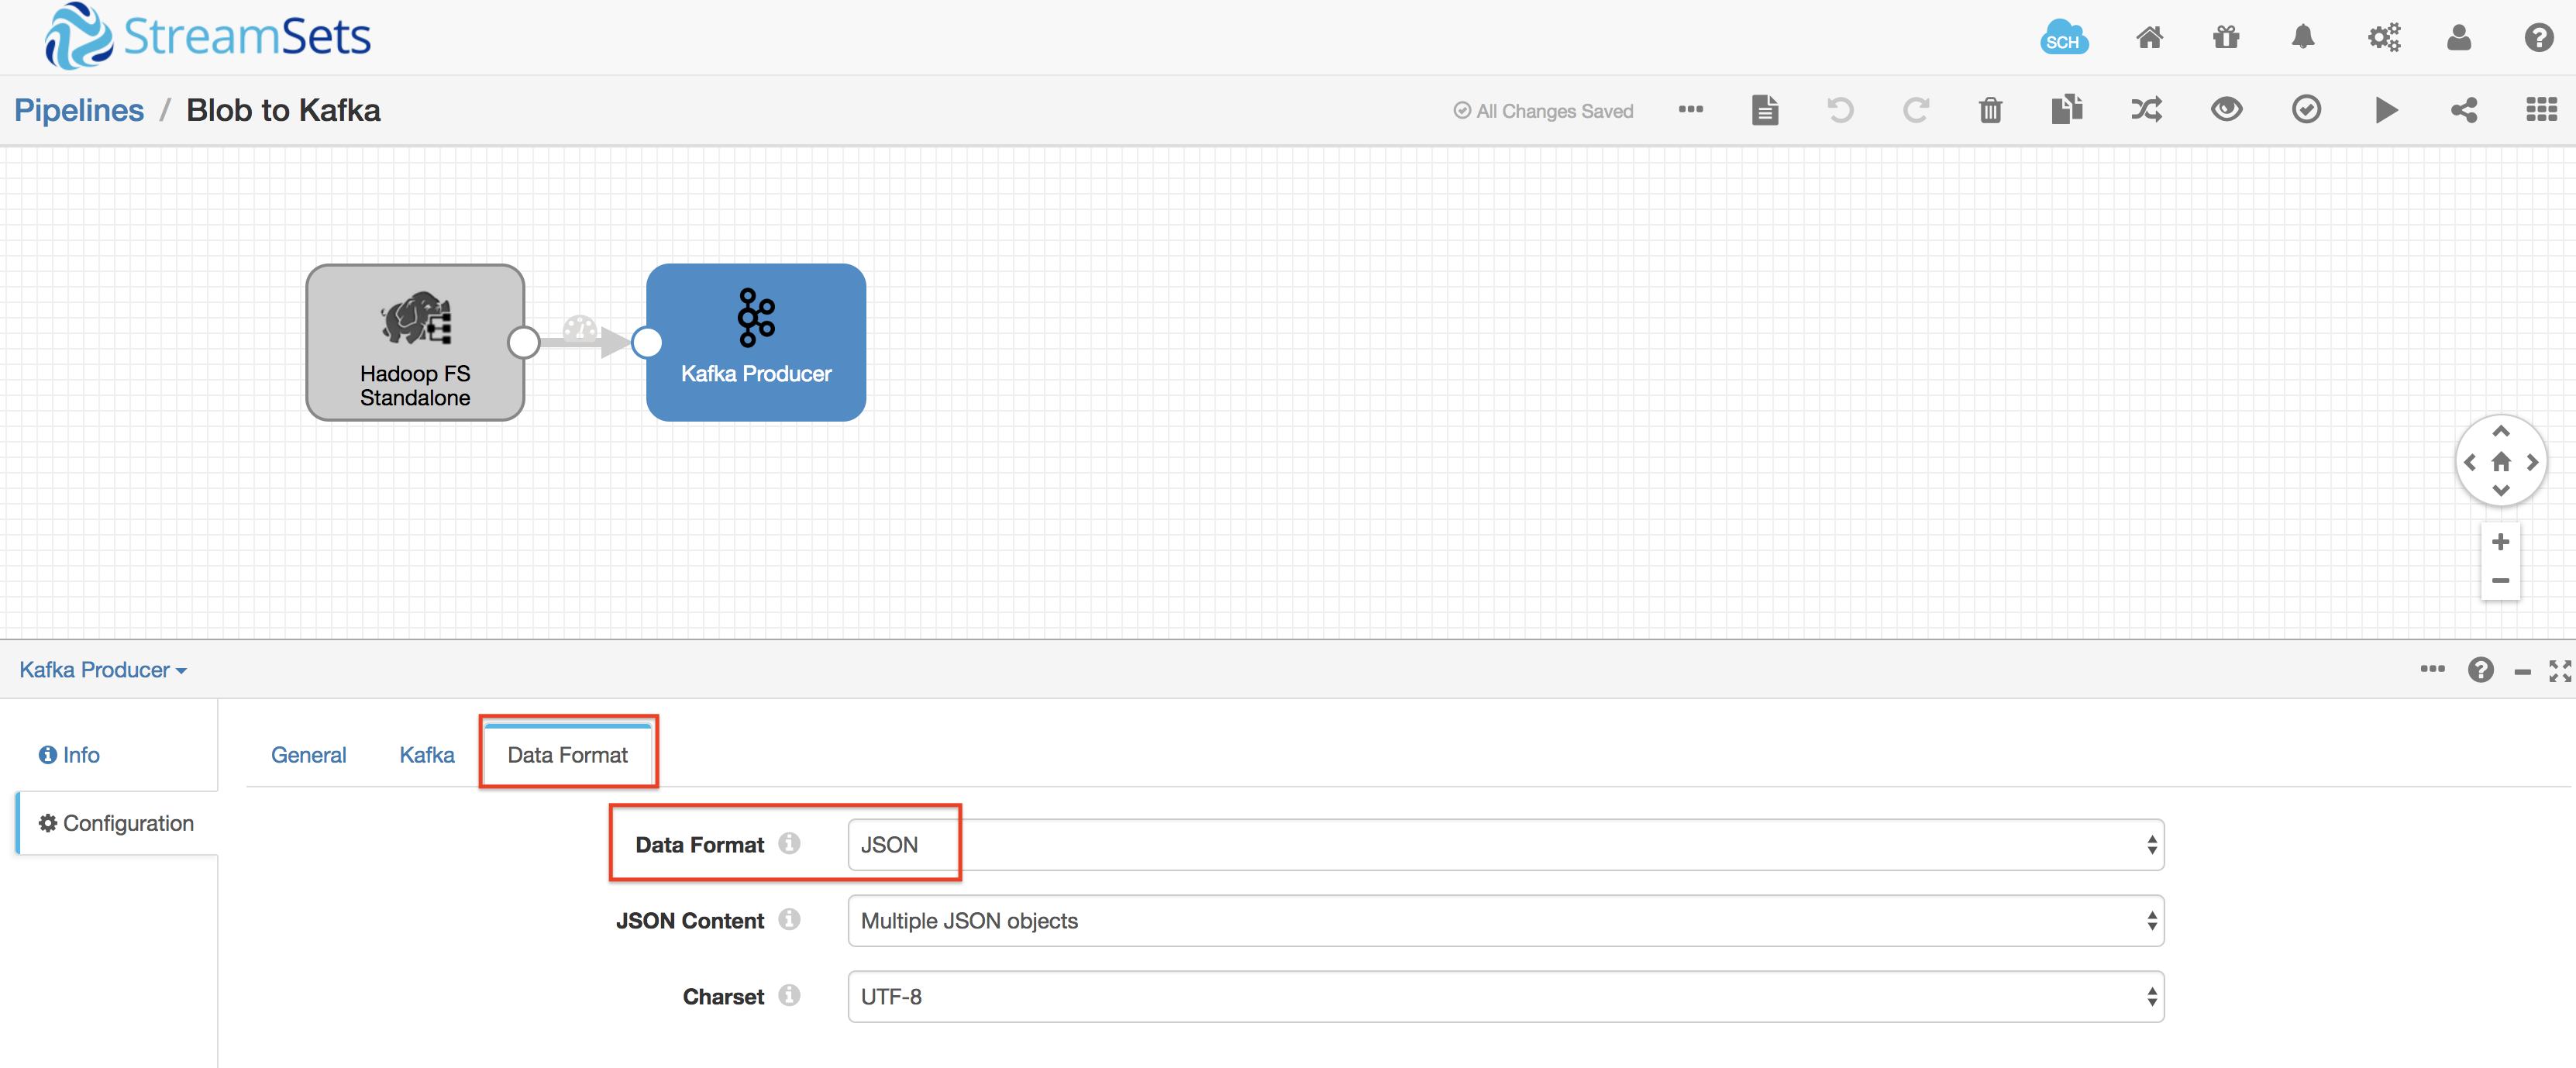 StreamSets
SCH
Pipelines / Blob to Kafka
All Changes Saved
Hadoop FS
Standalone
Kafka Producer
Kafka Producer
Info
General
Kafka
Data Format
Configuration
Data Format
JSON
JSON Content
Multiple JSON objects
Charset
UTF-8